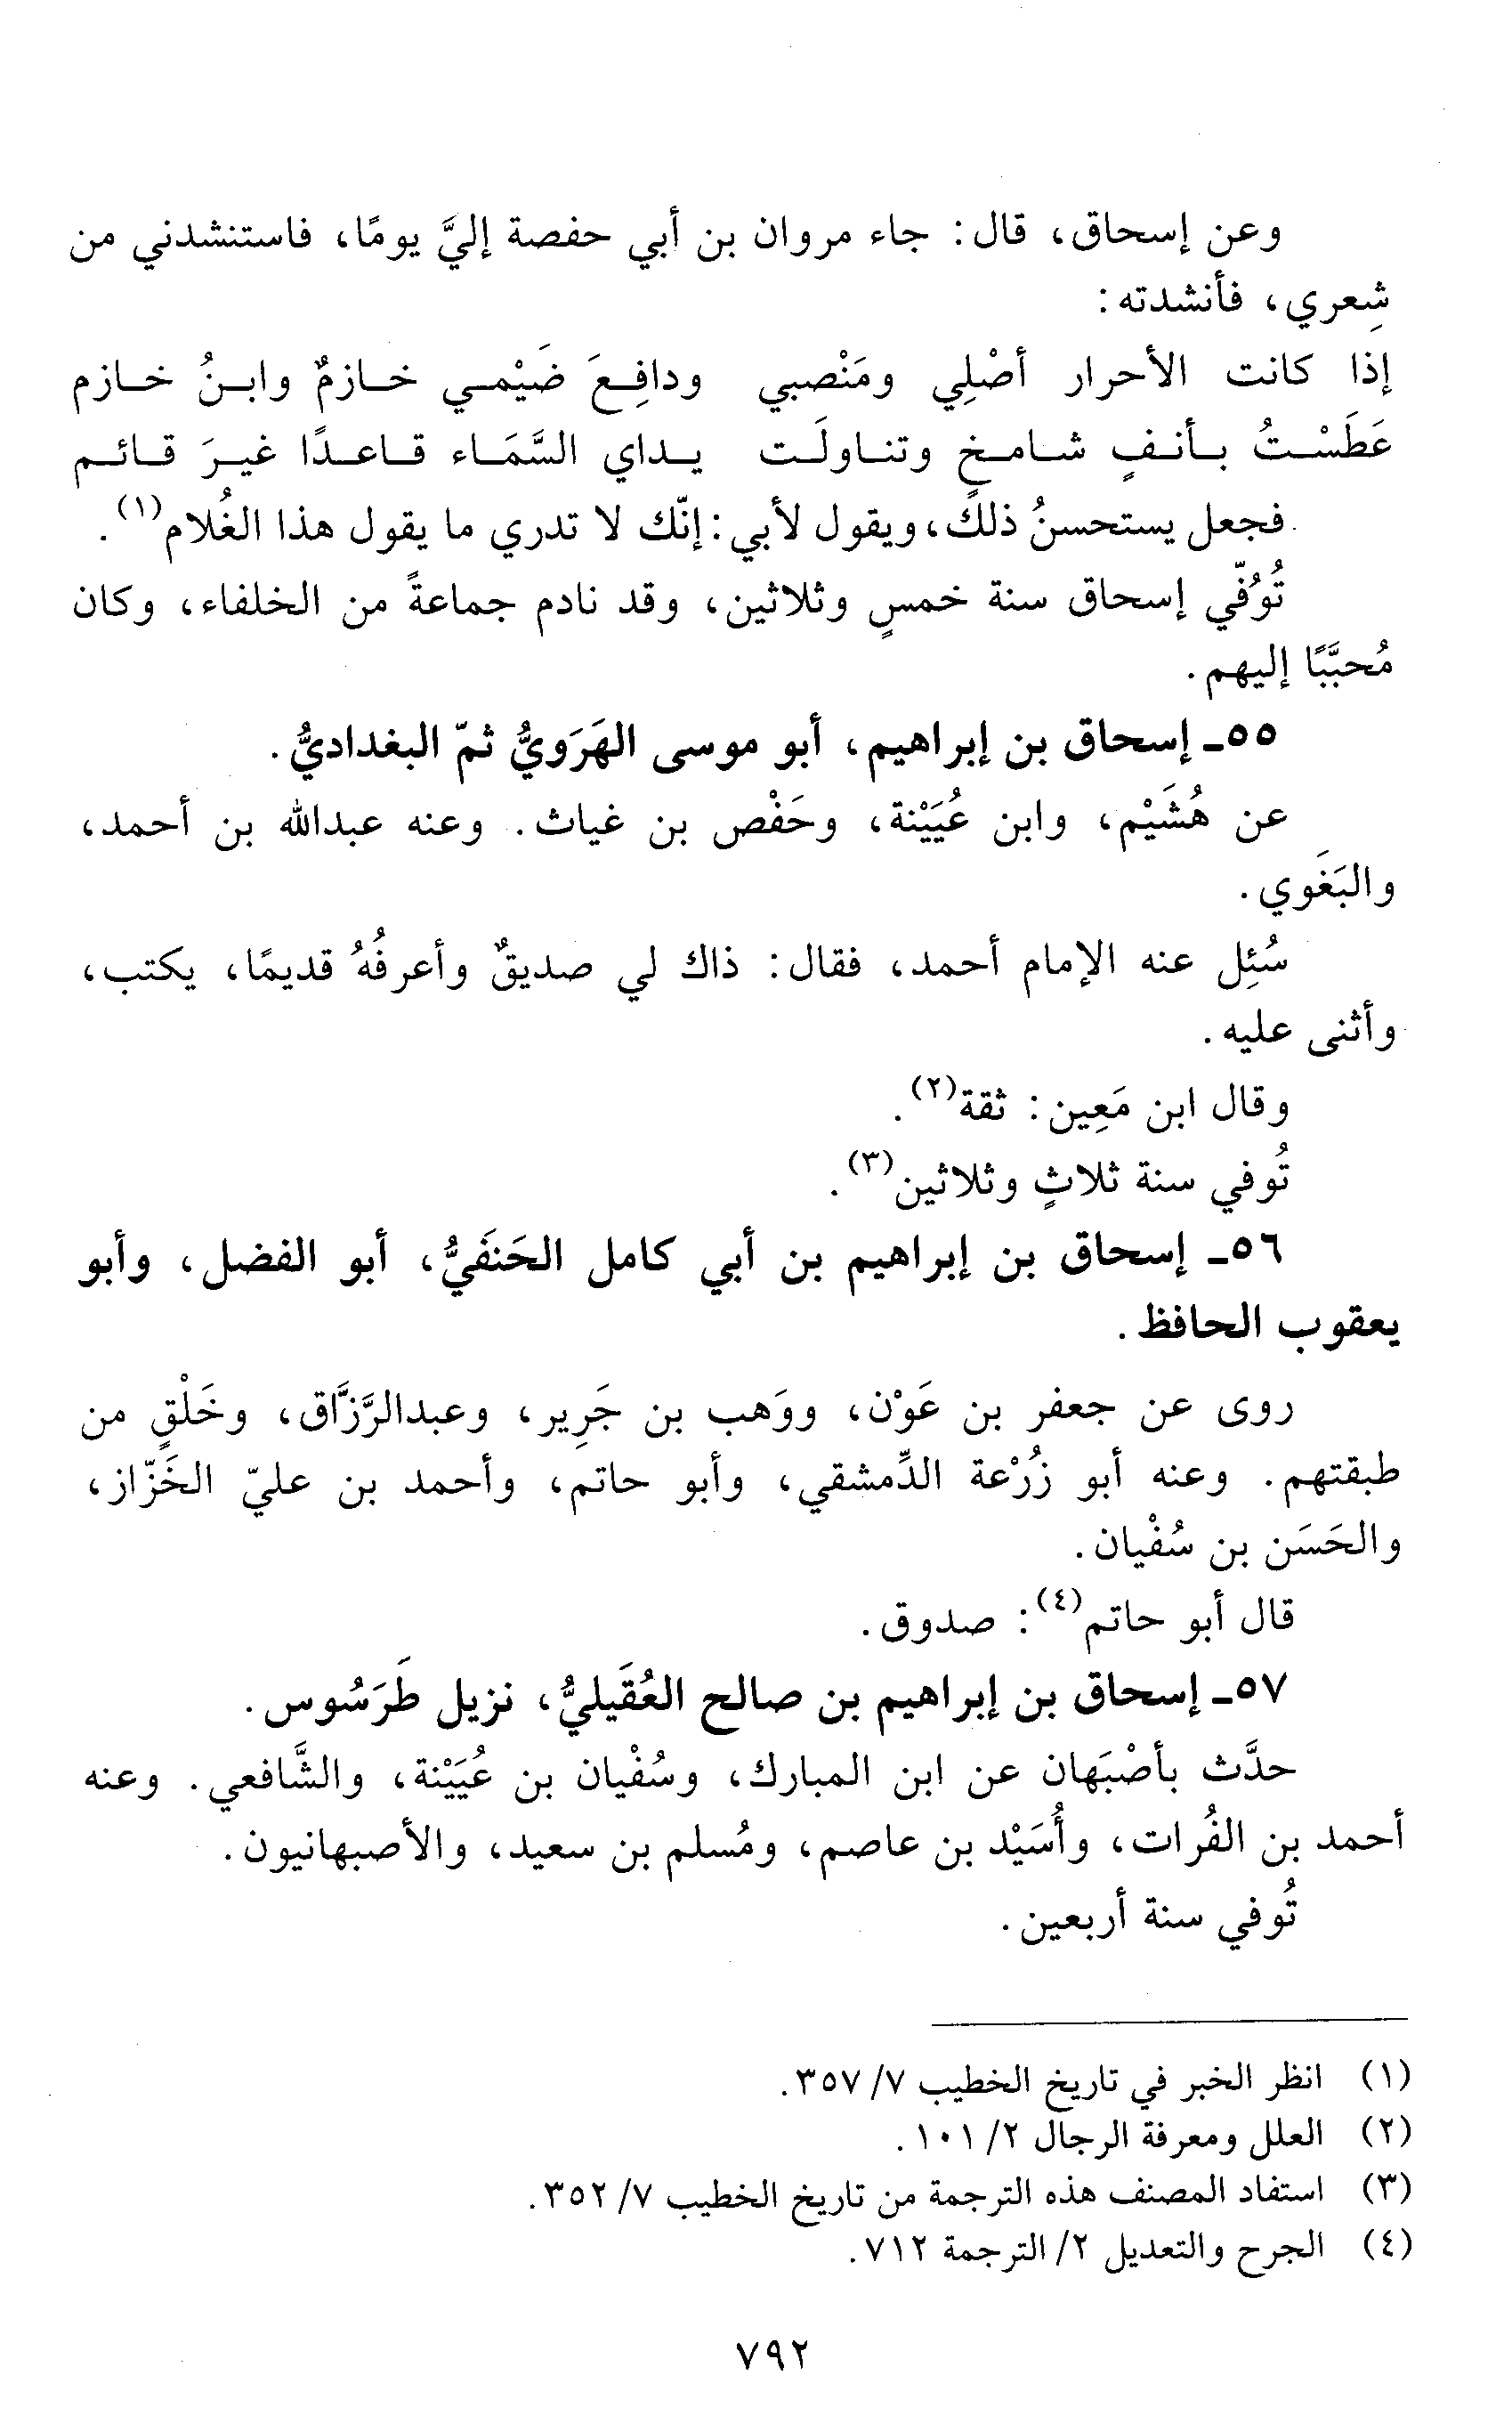 وعن إسحاق، قال: جاء مروان بن أبي حفصة إليَّ يومًا، فاستنشدني من
شِعري، فأنشدته:
إذا كانت الأحرار أصْلِي ومَنْصبي ودافِعَ ضَيْمي خازمٌ وابنُ خازم
عَطَسْتُ بأنفٍ شامخٍ وتناولَت يداي السَّمَاء قاعدًا غيرَ قائم
فجعل يستحسنُ ذلك، ويقول لأبي: إنّك لا تدري ما يقول هذا الغُلام(١).
تُوُفّي إسحاق سنة خمسٍ وثلاثين، وقد نادم جماعةً من الخلفاء، وكان
مُحبَّبًا إليهم.
٥٥ـ إسحاق بن إبراهيم، أبو موسى الهَرَويُّ ثمّ البغداديُّ.
عن هُشَيْم، وابن عُيَيْنة، وحَفْص بن غياث. وعنه عبدالله بن أحمد،
والبَغَوي.
سُئِل عنه الإمام أحمد، فقال: ذاك لي صديقٌ وأعرفُهُ قديمًا، يكتب،
وأثنى عليه.
وقال ابن مَعِين: ثقة(٢).
تُوفي سنة ثلاثٍ وثلاثين(٣).
٥٦ـ إسحاق بن إبراهيم بن أبي كامل الحَنَفيُّ، أبو الفضل، وأبو
يعقوب الحافظ.
روى عن جعفر بن عَوْن، ووَهب بن جَرِير، وعبدالرَّزَّاق، وخَلْقٍ من
طبقتهم. وعنه أبو زُرْعة الدِّمشقي، وأبو حاتم، وأحمد بن عليّ الخَزّاز،
والحَسَن بن سُفْيان.
قال أبو حاتم(٤): صدوق.
٥٧ـ إسحاق بن إبراهيم بن صالح العُقَيليُّ، نزيل طَرَسُوس.
حدَّث بأصْبَهان عن ابن المبارك، وسُفْيان بن عُيَيْنة، والشَّافعي. وعنه
أحمد بن الفُرات، وأُسَيْد بن عاصم، ومُسلم بن سعيد، والأصبهانيون.
تُوفي سنة أربعين.
(١) انظر الخبر في تاريخ الخطيب ٧/ ٣٥٧.
(٢) العلل ومعرفة الرجال ٢/ ١٠١.
(٣) استفاد المصنف هذه الترجمة من تاريخ الخطيب ٧/ ٣٥٢.
(٤) الجرح والتعديل ٢/ الترجمة ٧١٢.
٧٩٢